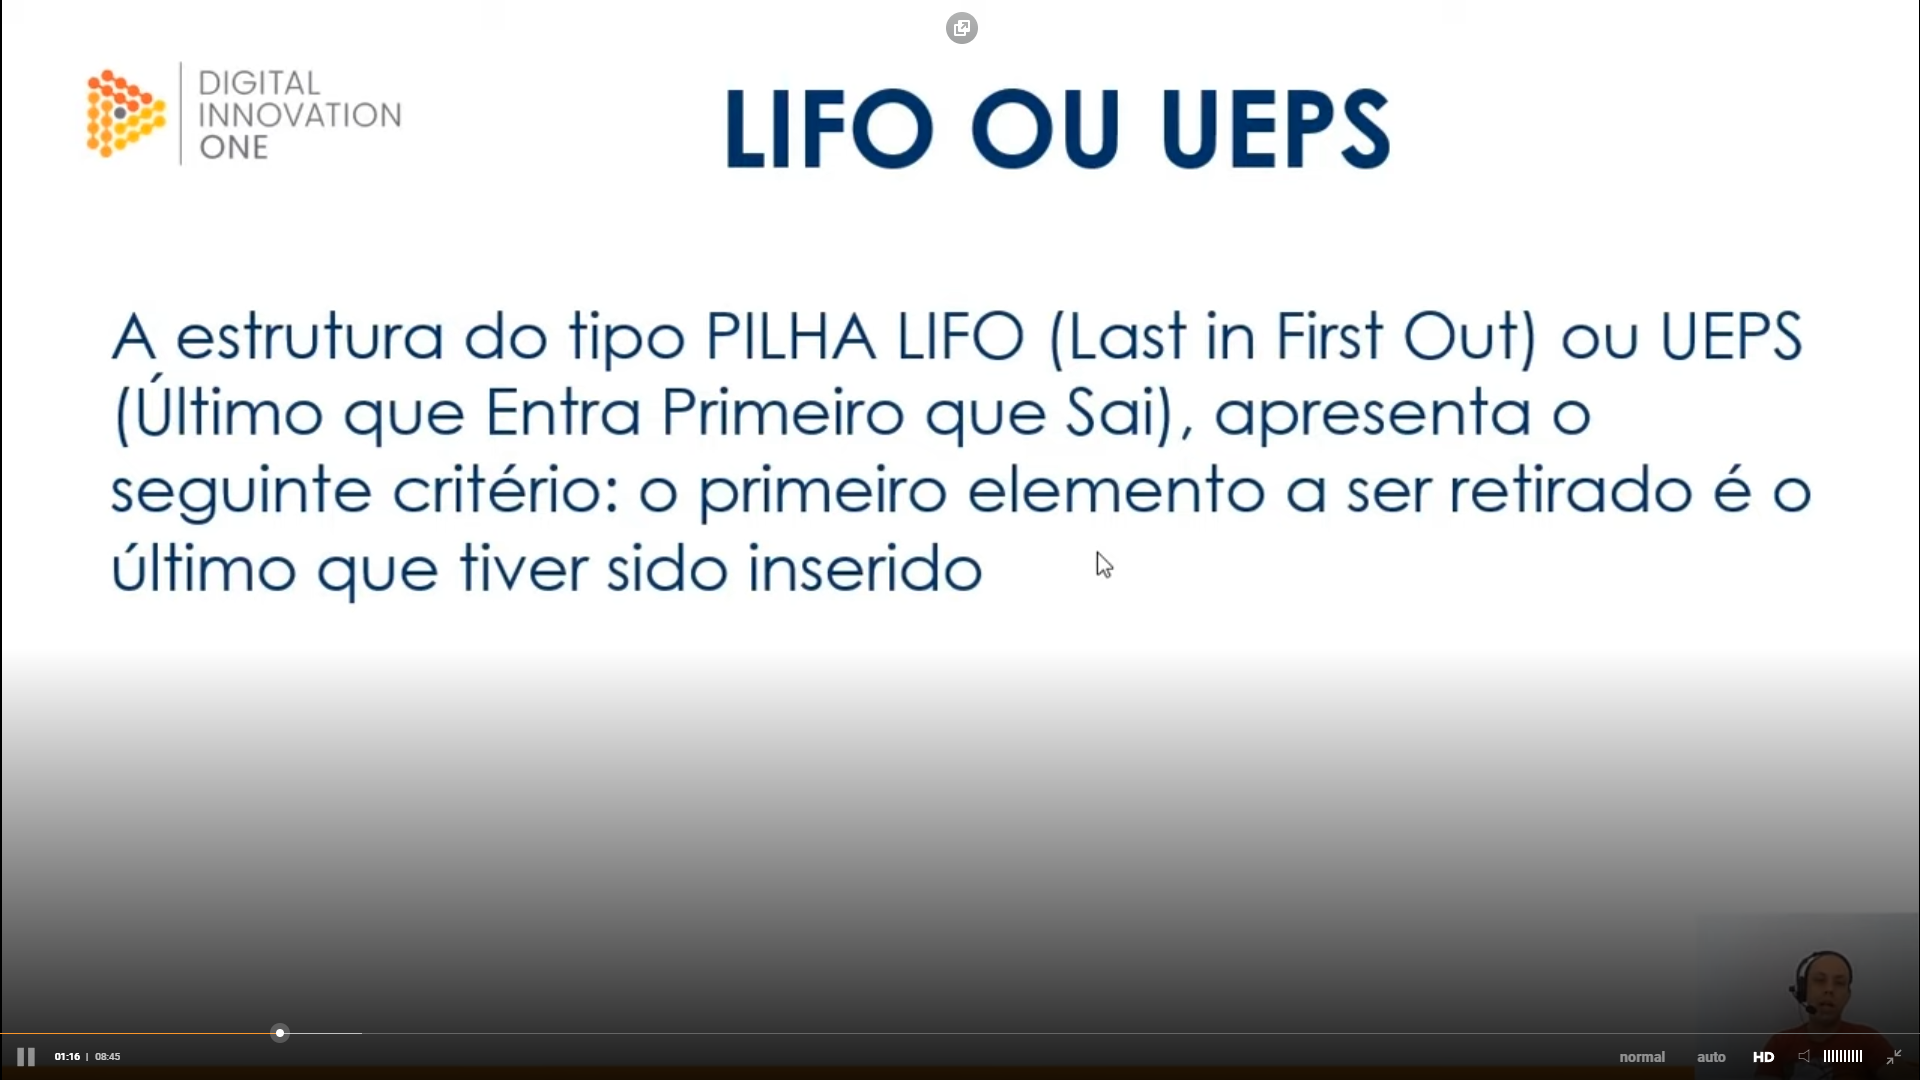 DIGITAL
INNOVATION
ONE
LIFO OU UEPS
A estrutura do tipo PILHA LIFO (Last in First Out) ou UEPS
(Último que Entra Primeiro que Sai), apresenta o
seguinte critério: o primeiro elemento a ser retirado é o
último que tiver sido inserido
01:16 | 08:45
normal auto HD